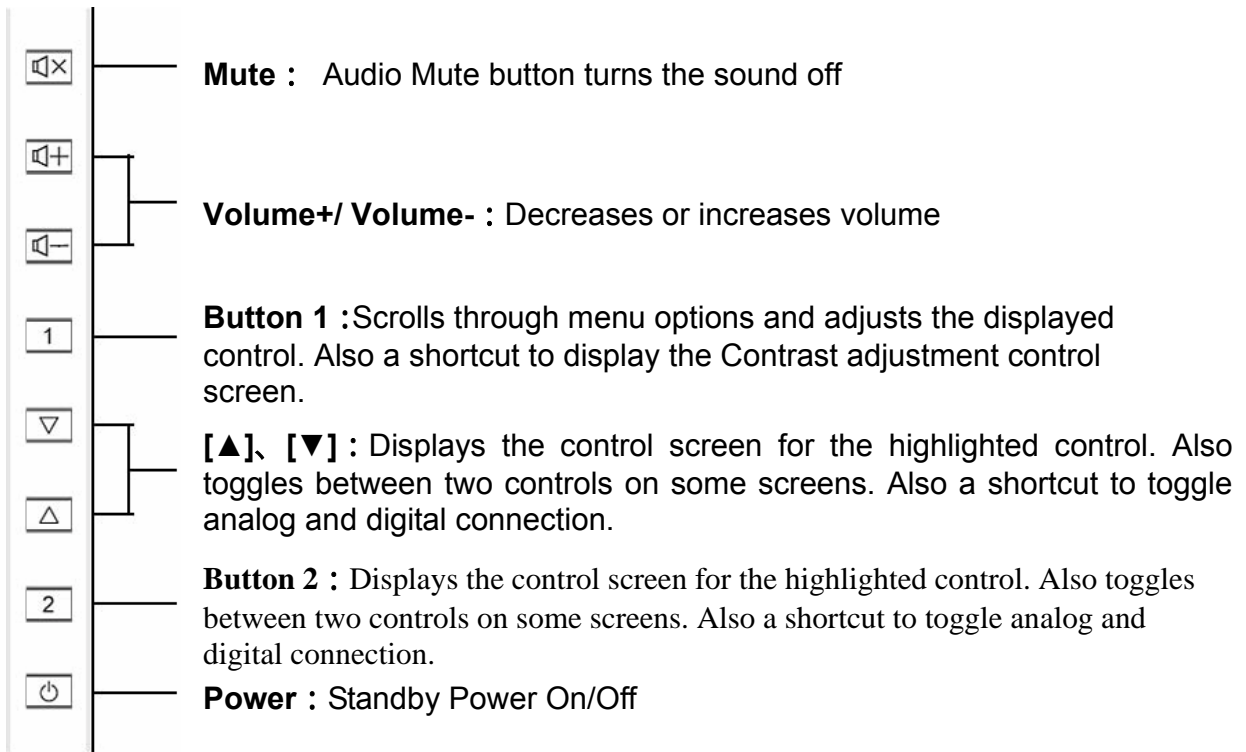 Mute： Audio Mute button turns the sound off
Volume+/ Volume-：Decreases or increases volume
1
Button 1：Scrolls through menu options and adjusts the displayed
control. Also a shortcut to display the Contrast adjustment control
screen.
[▲]、[▼]：Displays the control screen for the highlighted control. Also
toggles between two controls on some screens. Also a shortcut to toggle
analog and digital connection.
2
Button 2：Displays the control screen for the highlighted control. Also toggles
between two controls on some screens. Also a shortcut to toggle analog and
digital connection.
Power：Standby Power On/Off